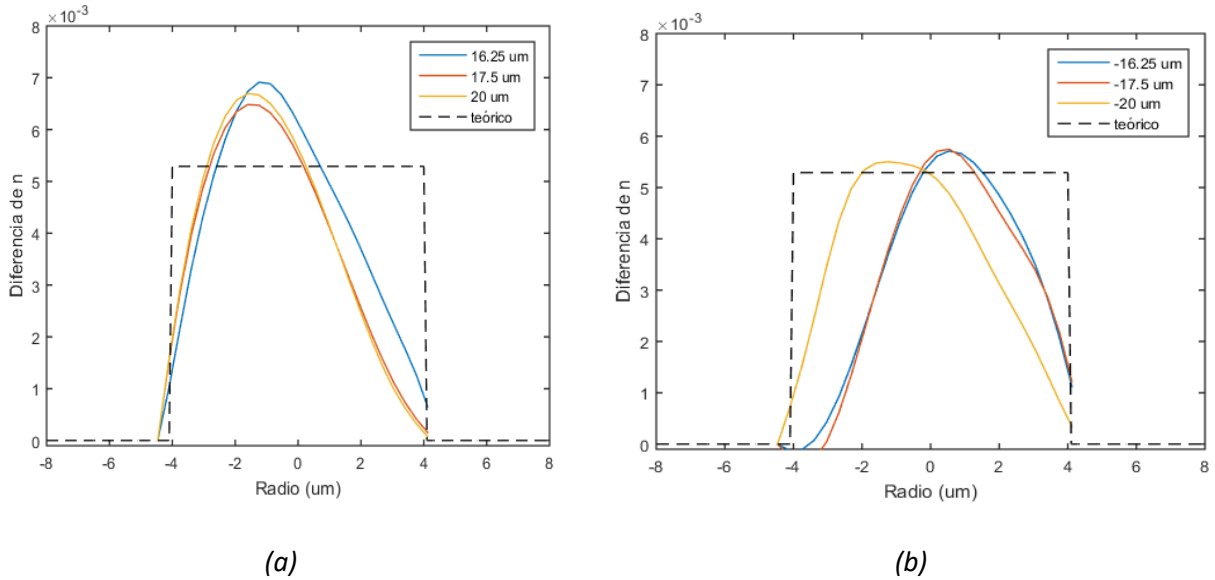 ×10⁻³
8
7
6
5
4
3
2
1
0
Diferencia de n
-8 -6 -4 -2 0 2 4 6 8
Radio (um)
16.25 um
17.5 um
20 um
teórico
(a)
×10⁻³
8
7
6
5
4
3
2
1
0
Diferencia de n
-8 -6 -4 -2 0 2 4 6 8
Radio (um)
-16.25 um
-17.5 um
-20 um
teórico
(b)